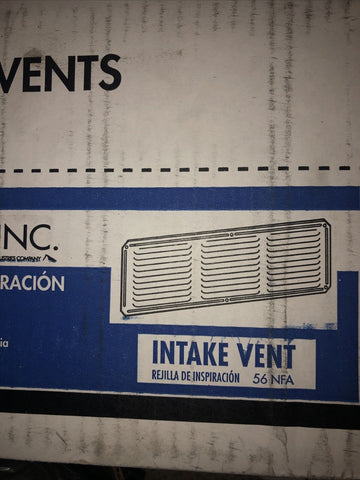 VENTS
INC.
RACIÓN
INTAKE VENT
REJILLA DE INSPIRACIÓN 56 NFA